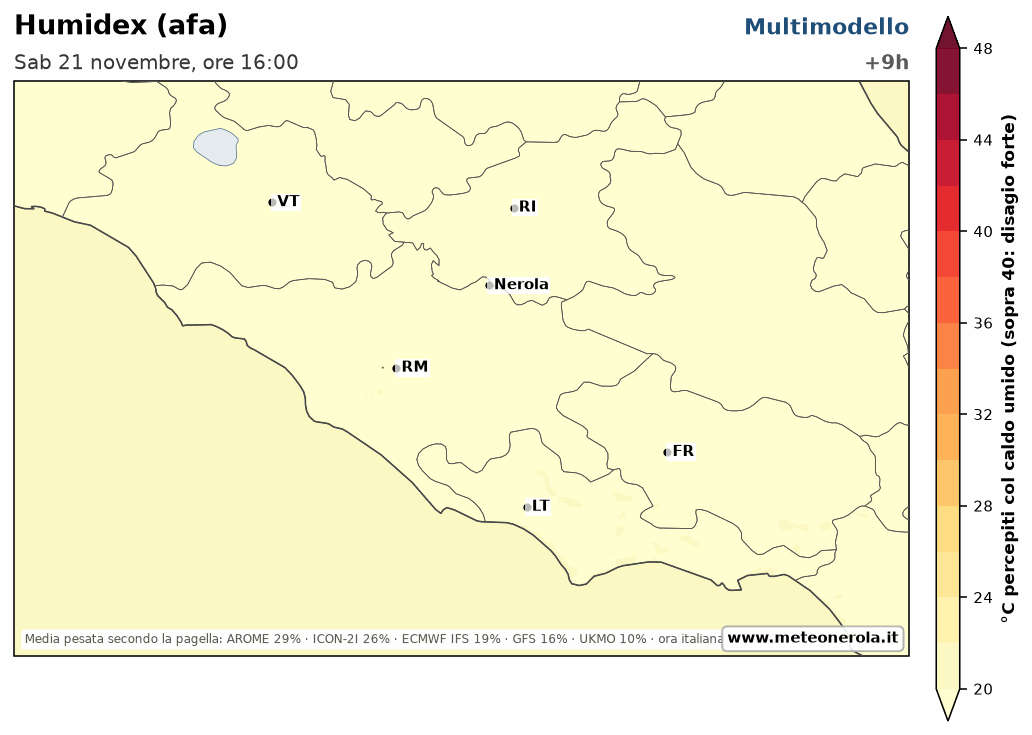 Humidex (afa)
Multimodello
Sab 21 novembre, ore 16:00
+9h
VT
RI
Nerola
RM
FR
LT
Media pesata secondo la pagella: AROME 29% · ICON-2I 26% · ECMWF IFS 19% · GFS 16% · UKMO 10% · ora italiana
www.meteonerola.it
48
44
40
36
32
28
24
20
°C percepiti col caldo umido (sopra 40: disagio forte)